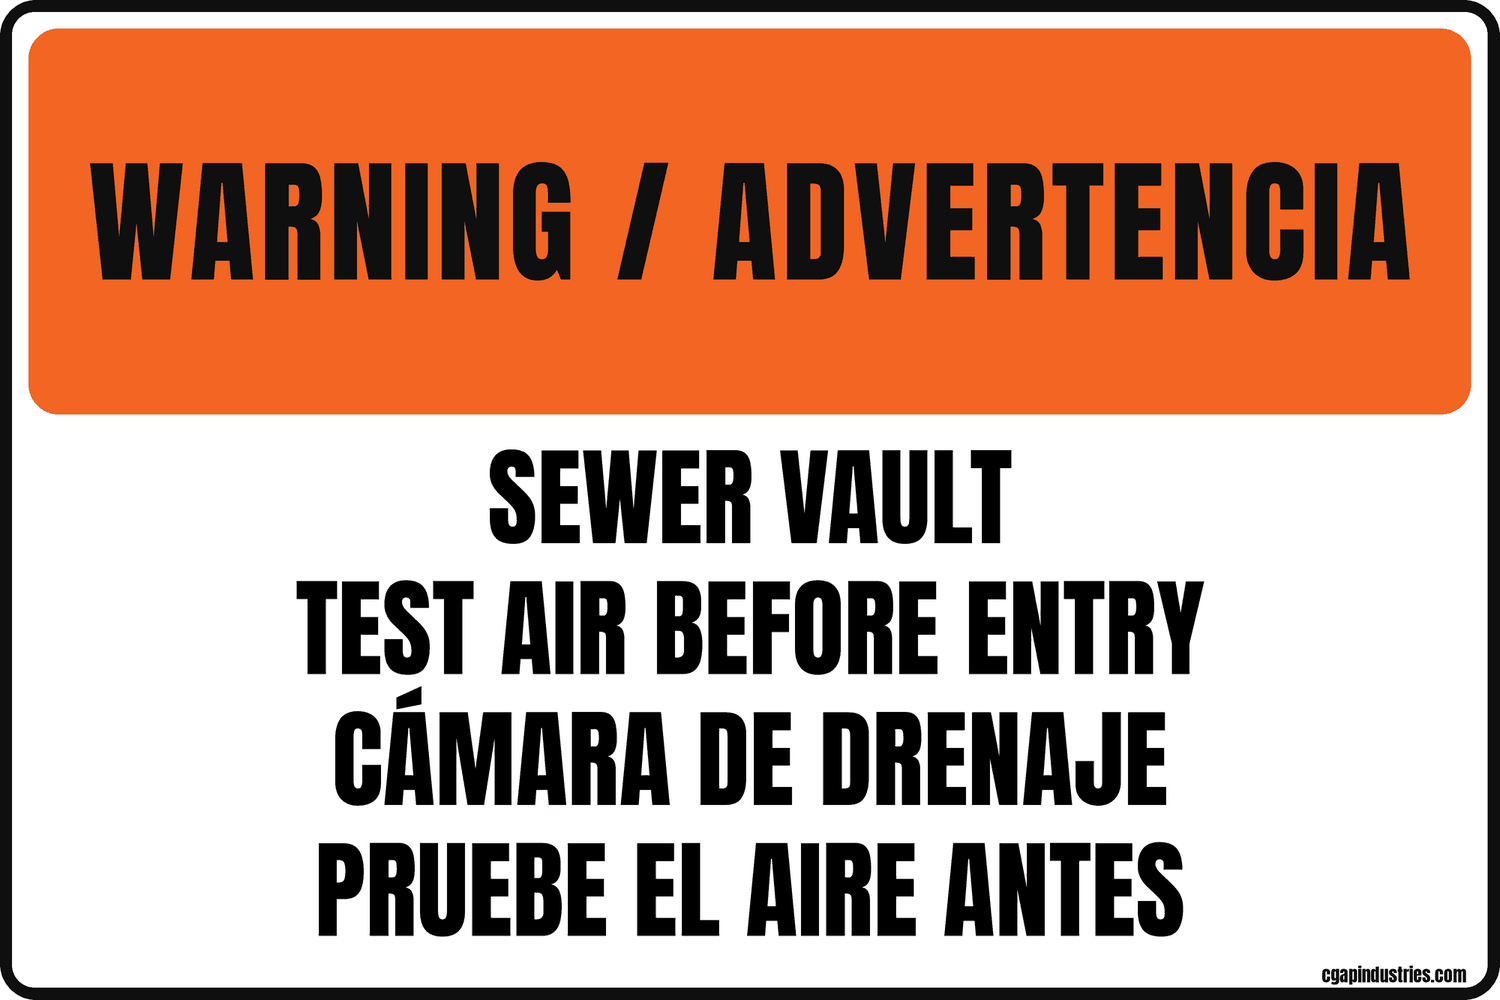 WARNING / ADVERTENCIA
SEWER VAULT
TEST AIR BEFORE ENTRY
CÁMARA DE DRENAJE
PRUEBE EL AIRE ANTES
cgapindustries.com